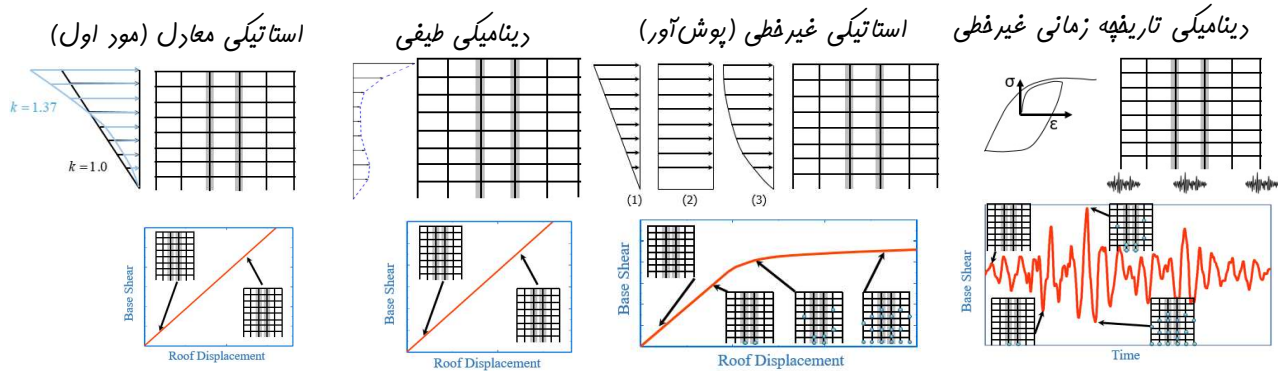 استاتیکی معادل (مود اول)
k = 1.37
k = 1.0
Base Shear
Roof Displacement
دینامیکی طیفی
Base Shear
Roof Displacement
استاتیکی غیرخطی (پوش‌آور)
(1) (2) (3)
Base Shear
Roof Displacement
دینامیکی تاریخچه زمانی غیرخطی
σ
ε
Base Shear
Time